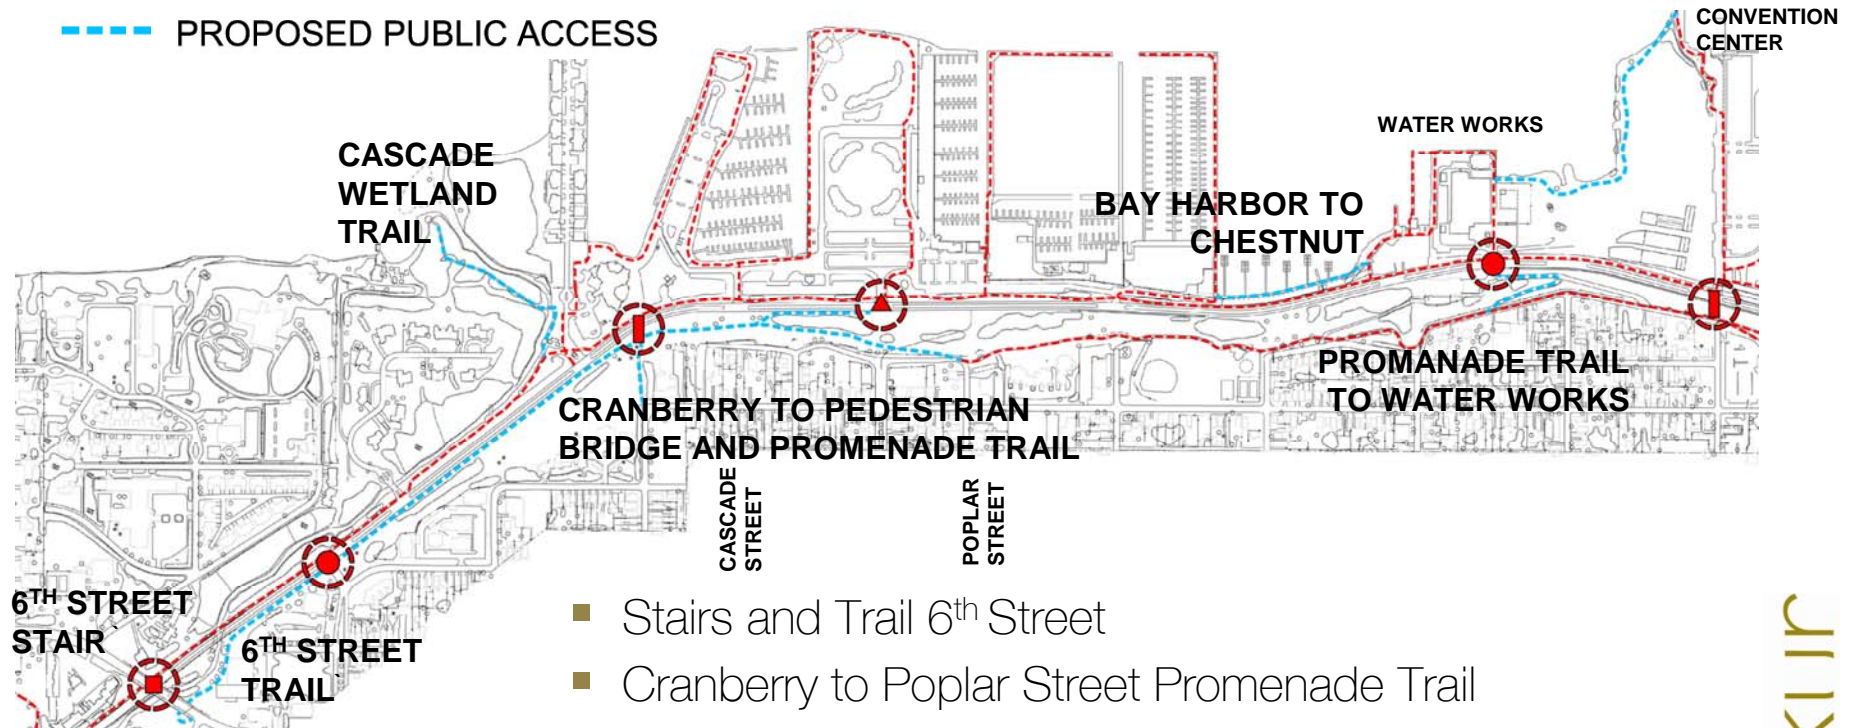 PROPOSED PUBLIC ACCESS
CONVENTION
CENTER
WATER WORKS
CASCADE
WETLAND
TRAIL
BAY HARBOR TO
CHESTNUT
PROMANADE TRAIL
TO WATER WORKS
CRANBERRY TO PEDESTRIAN
BRIDGE AND PROMENADE TRAIL
CASCADE
STREET
POPLAR
STREET
6TH STREET
STAIR`
6TH STREET
TRAIL`
Stairs and Trail 6th Street
Cranberry to Poplar Street Promenade Trail